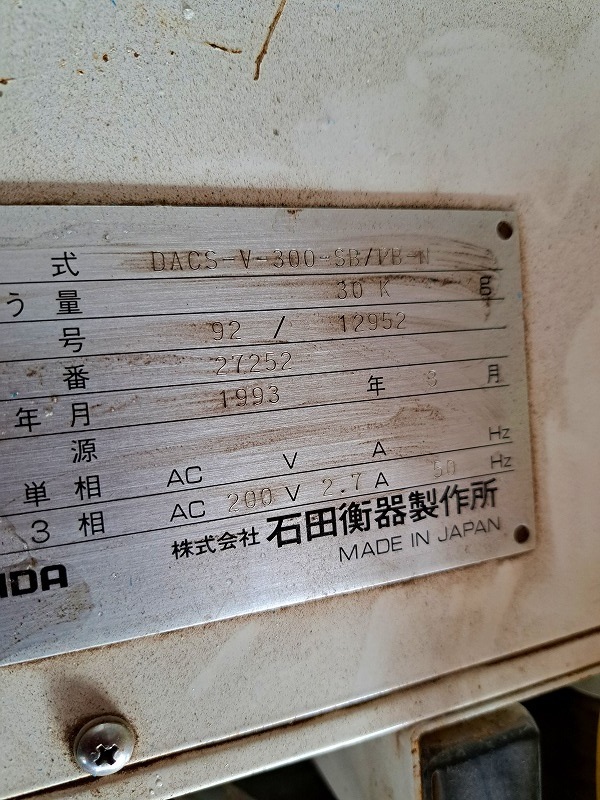 式 DACS-V-300-SB/PB-N
う量 30 K g
号 92 / 12952
番 27252
年月 1993 年 月
源
単相 AC V A Hz
3相 AC 200 V 2.7 A 50 Hz
株式会社 石田衡器製作所
IDA MADE IN JAPAN